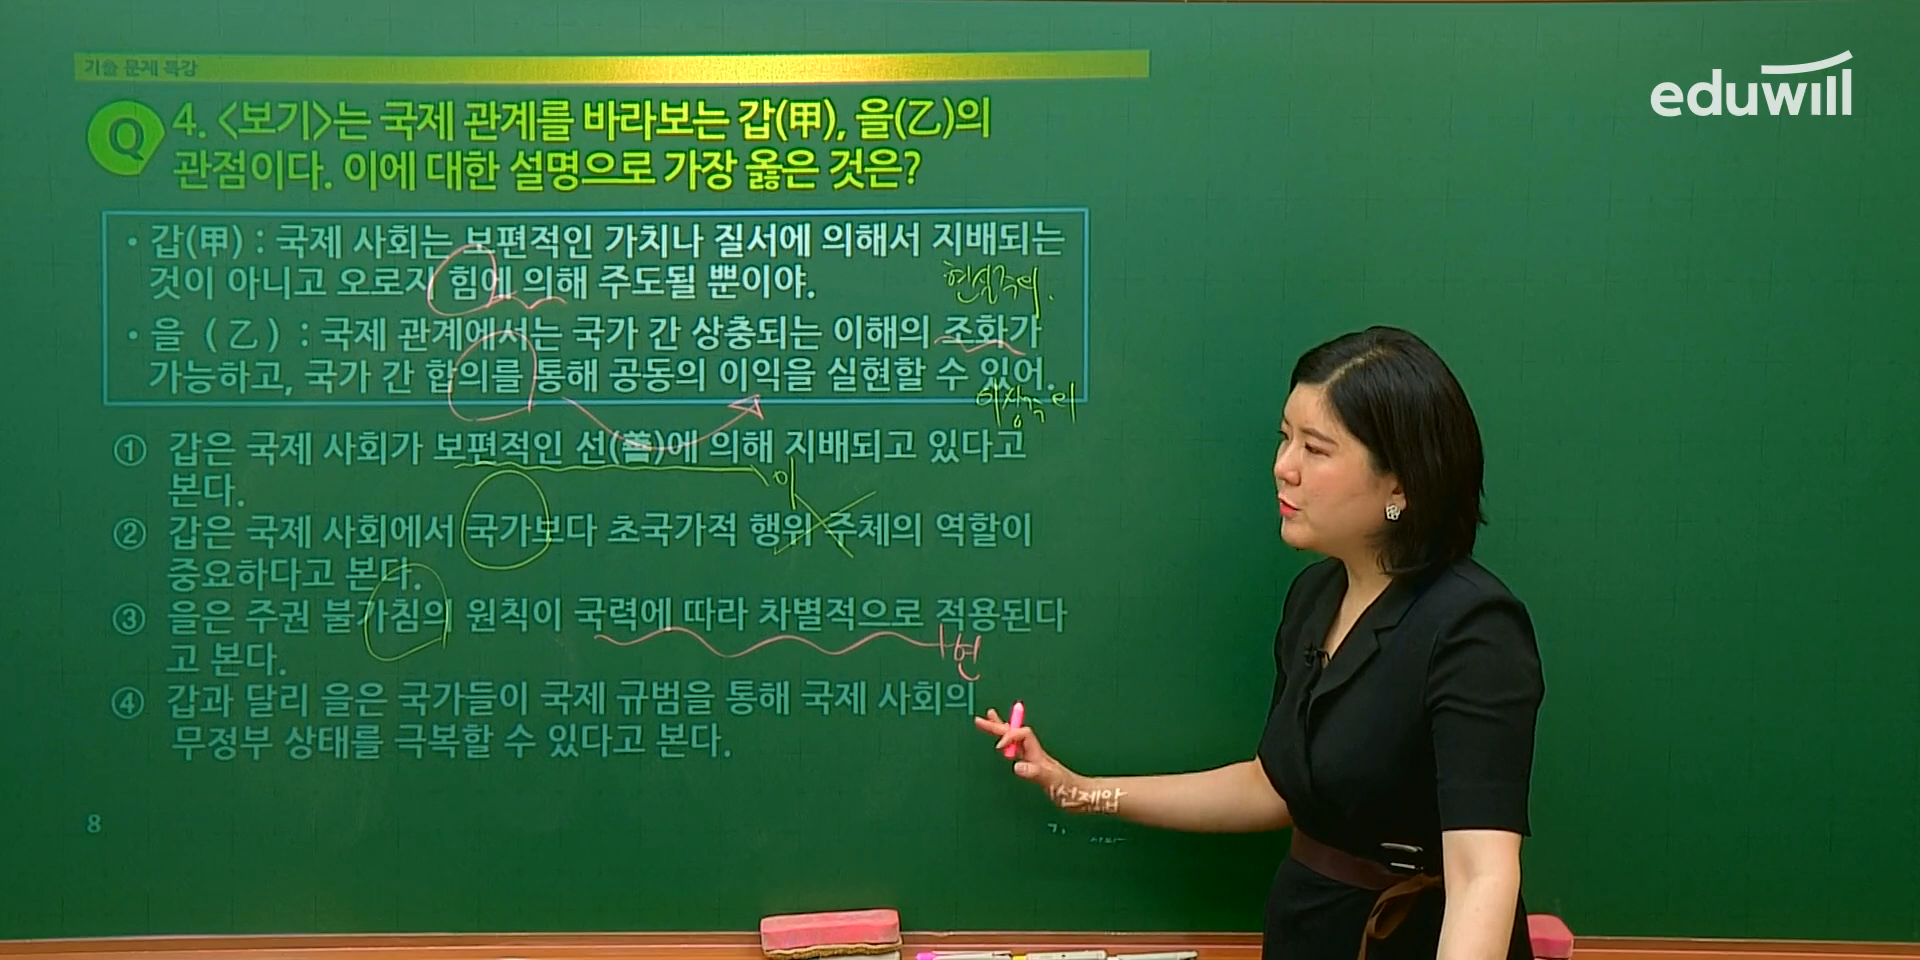 기출 문제 특강
eduwill
Q
4. <보기>는 국제 관계를 바라보는 갑(甲), 을(乙)의
관점이다. 이에 대한 설명으로 가장 옳은 것은?
• 갑(甲) : 국제 사회는 보편적인 가치나 질서에 의해서 지배되는
것이 아니고 오로지 힘에 의해 주도될 뿐이야.
현실주의.
• 을 ( 乙 ) : 국제 관계에서는 국가 간 상충되는 이해의 조화가
가능하고, 국가 간 합의를 통해 공동의 이익을 실현할 수 있어.
이상주의
① 갑은 국제 사회가 보편적인 선(善)에 의해 지배되고 있다고
본다.
이
② 갑은 국제 사회에서 국가보다 초국가적 행위 주체의 역할이
중요하다고 본다.
③ 을은 주권 불가침의 원칙이 국력에 따라 차별적으로 적용된다
고 본다.
현
④ 갑과 달리 을은 국가들이 국제 규범을 통해 국제 사회의
무정부 상태를 극복할 수 있다고 본다.
선제압
8